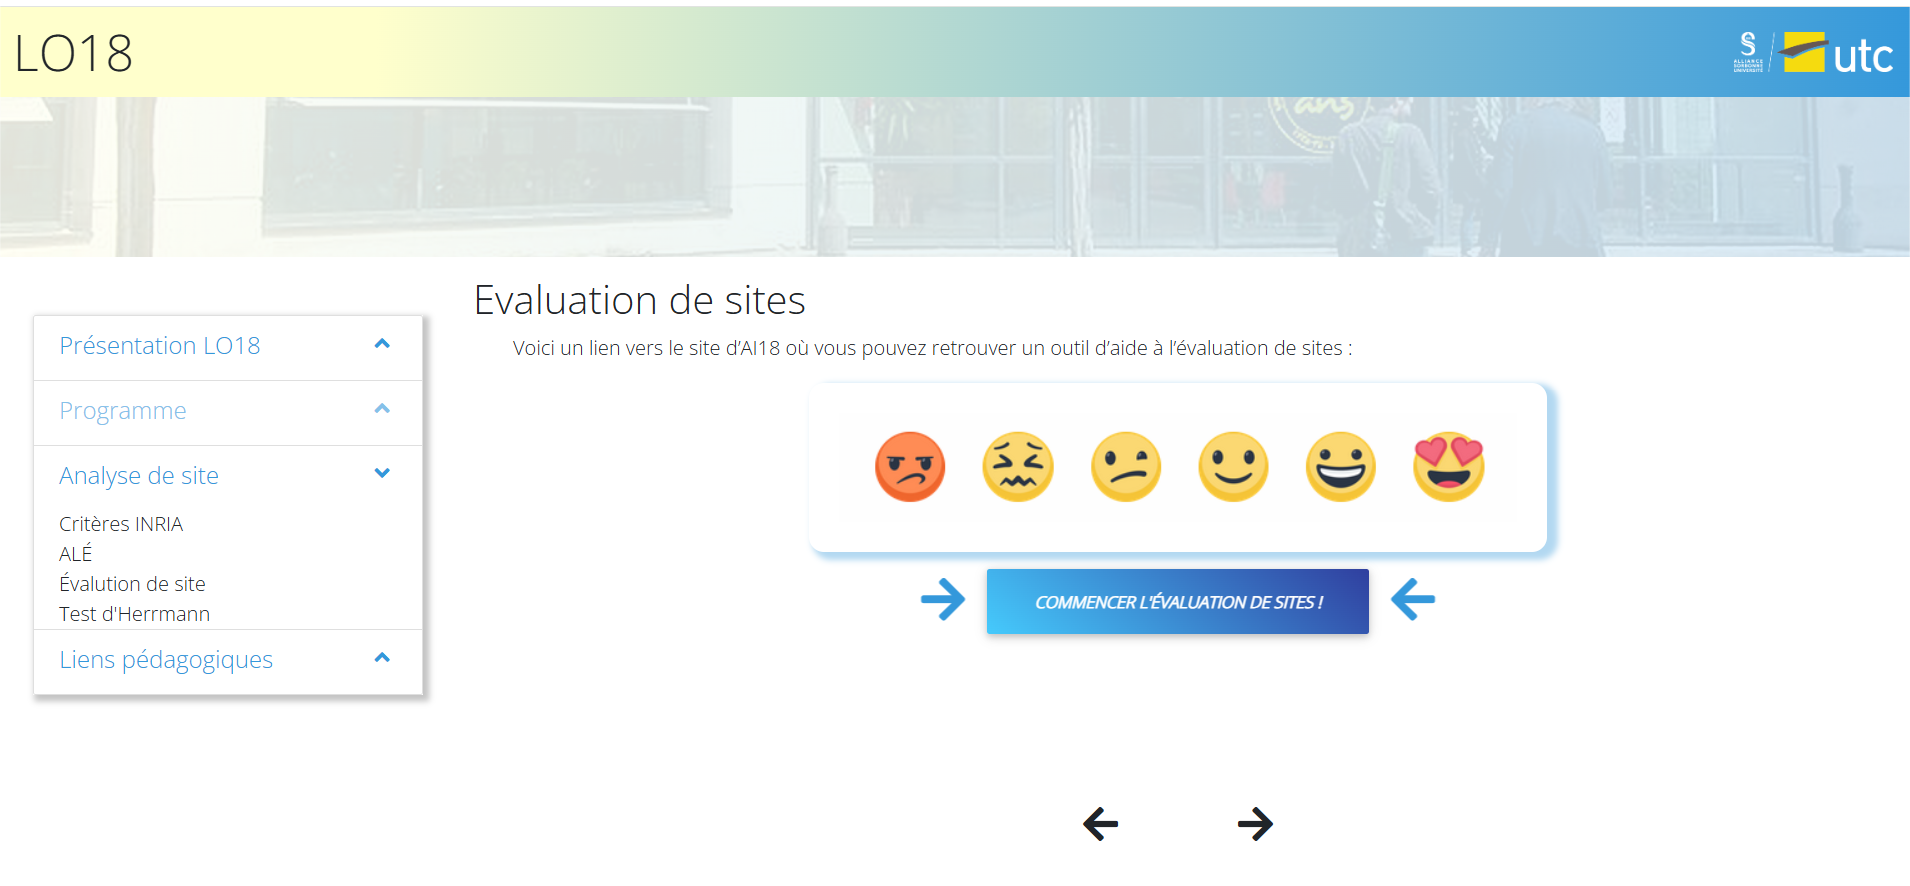 LO18
ALLIANCE
SORBONNE
UNIVERSITÉ
utc
ans
Evaluation de sites
Voici un lien vers le site d’AI18 où vous pouvez retrouver un outil d’aide à l’évaluation de sites :
Présentation LO18
Programme
Analyse de site
Critères INRIA
ALÉ
Évalution de site
Test d'Herrmann
Liens pédagogiques
COMMENCER L'ÉVALUATION DE SITES !